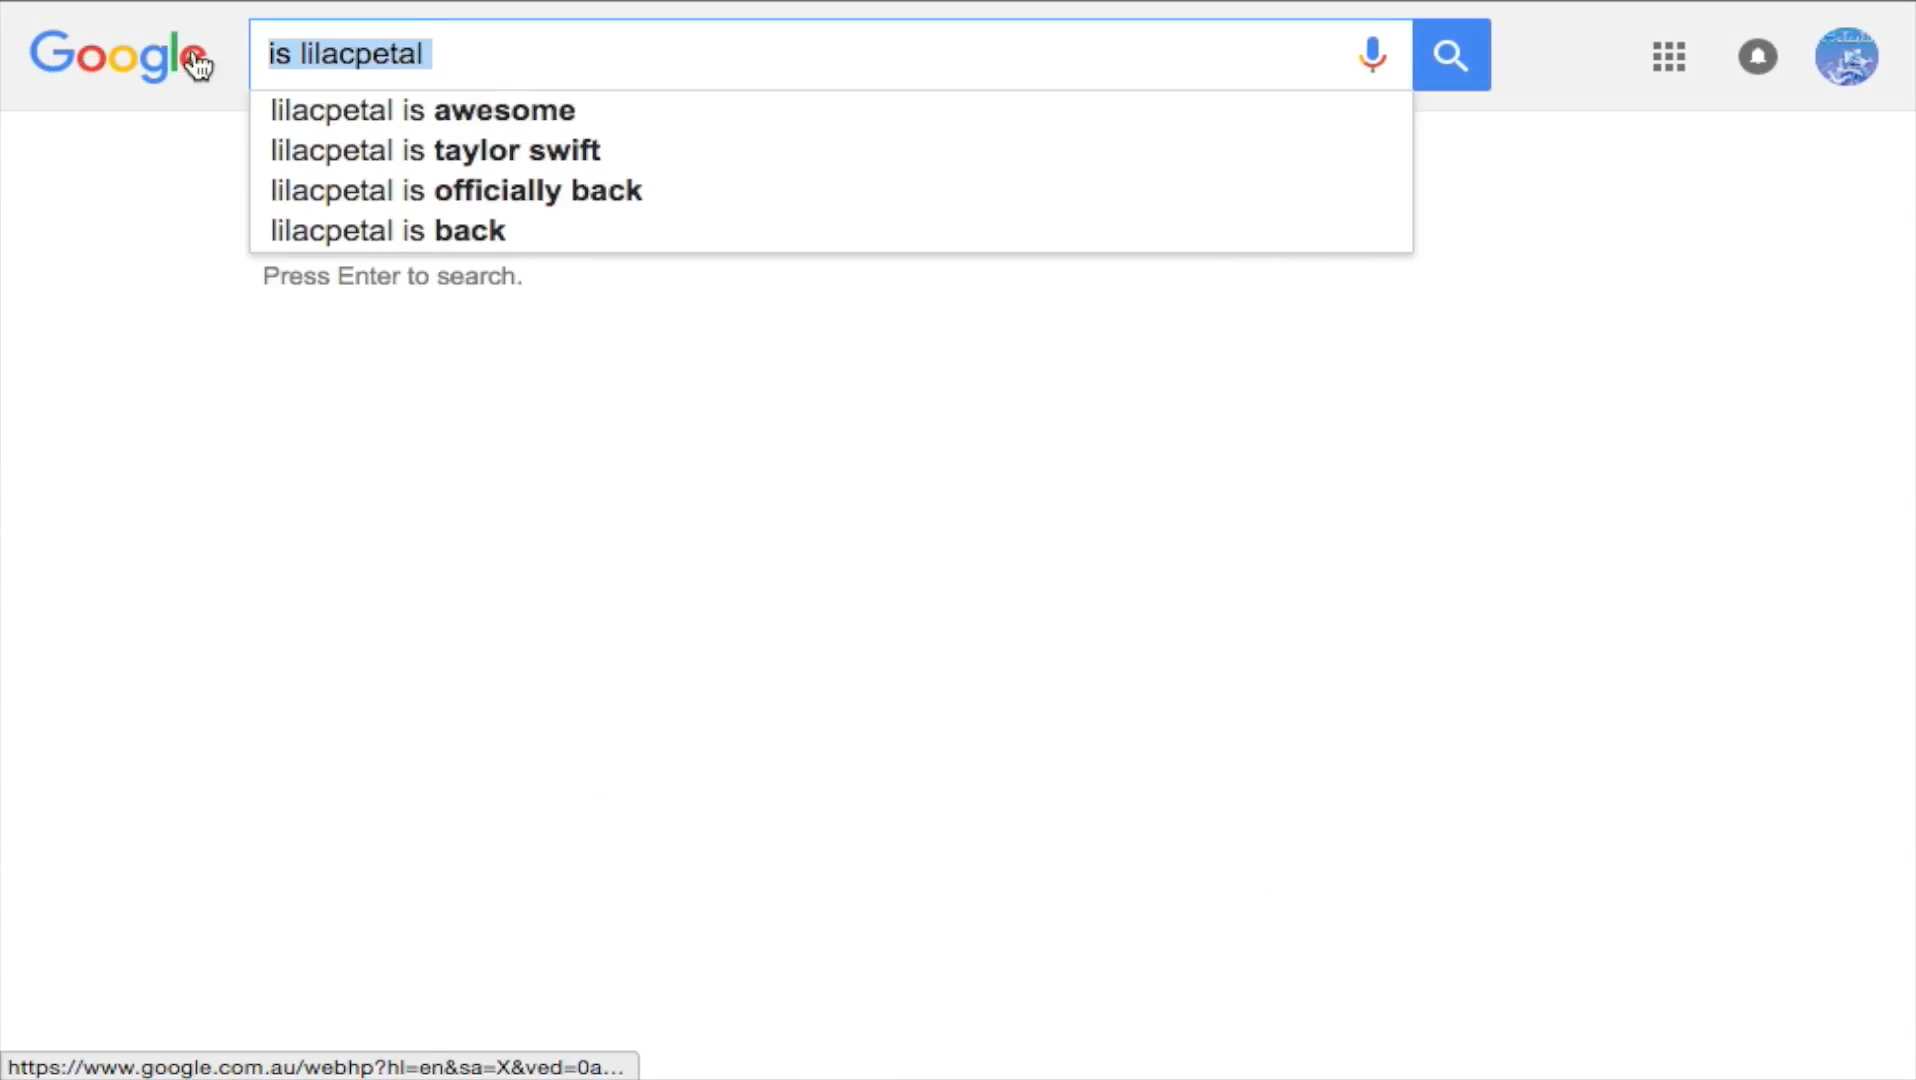 Google
is lilacpetal
lilacpetal is awesome
lilacpetal is taylor swift
lilacpetal is officially back
lilacpetal is back
Press Enter to search.
https://www.google.com.au/webhp?hl=en&sa=X&ved=0a...